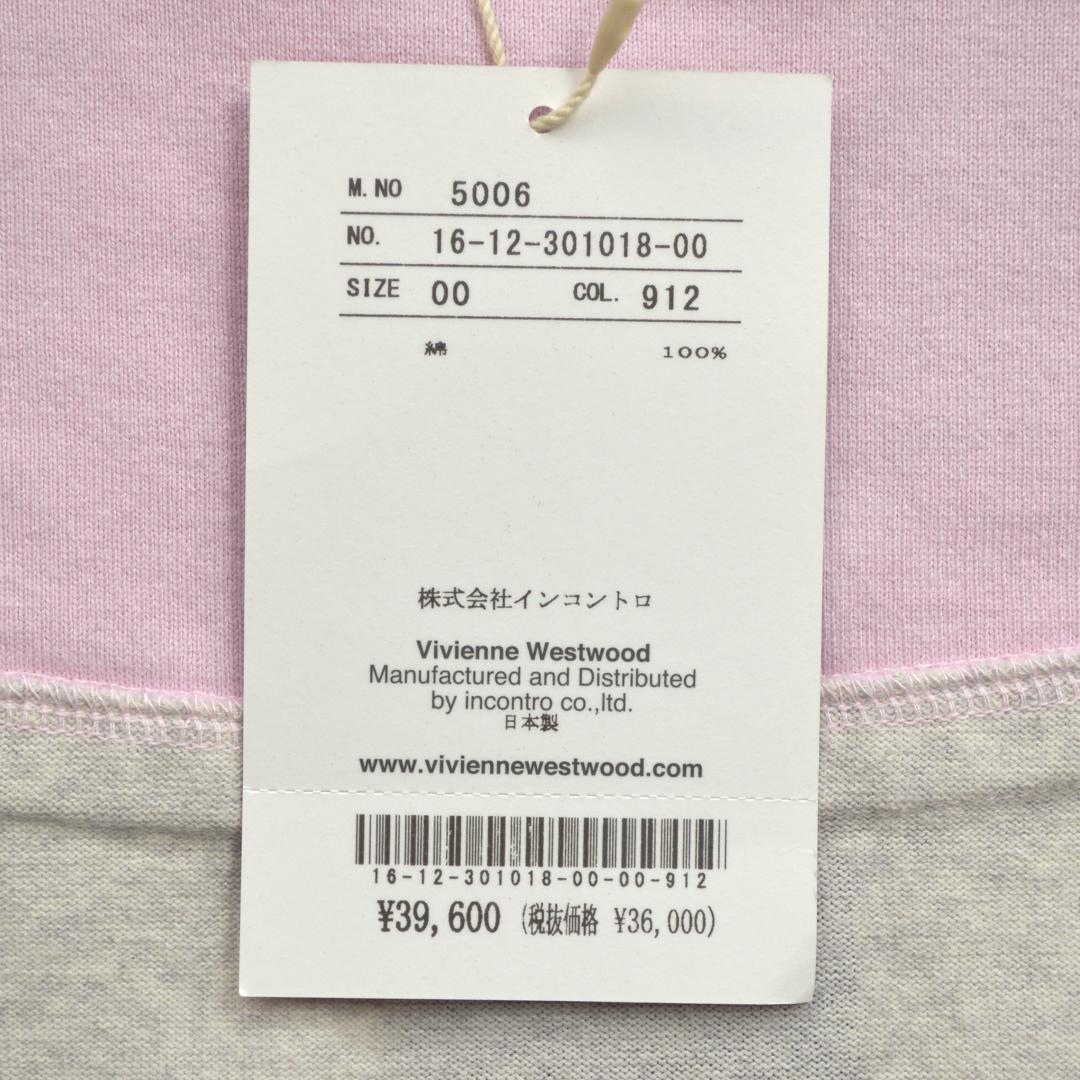 M.NO 5006
NO. 16-12-301018-00
SIZE 00 COL. 912
綿 100%
株式会社インコントロ
Vivienne Westwood
Manufactured and Distributed
by incontro co.,ltd.
日本製
www.viviennewestwood.com
16-12-301018-00-00-912
¥39,600 (税抜価格 ¥36,000)